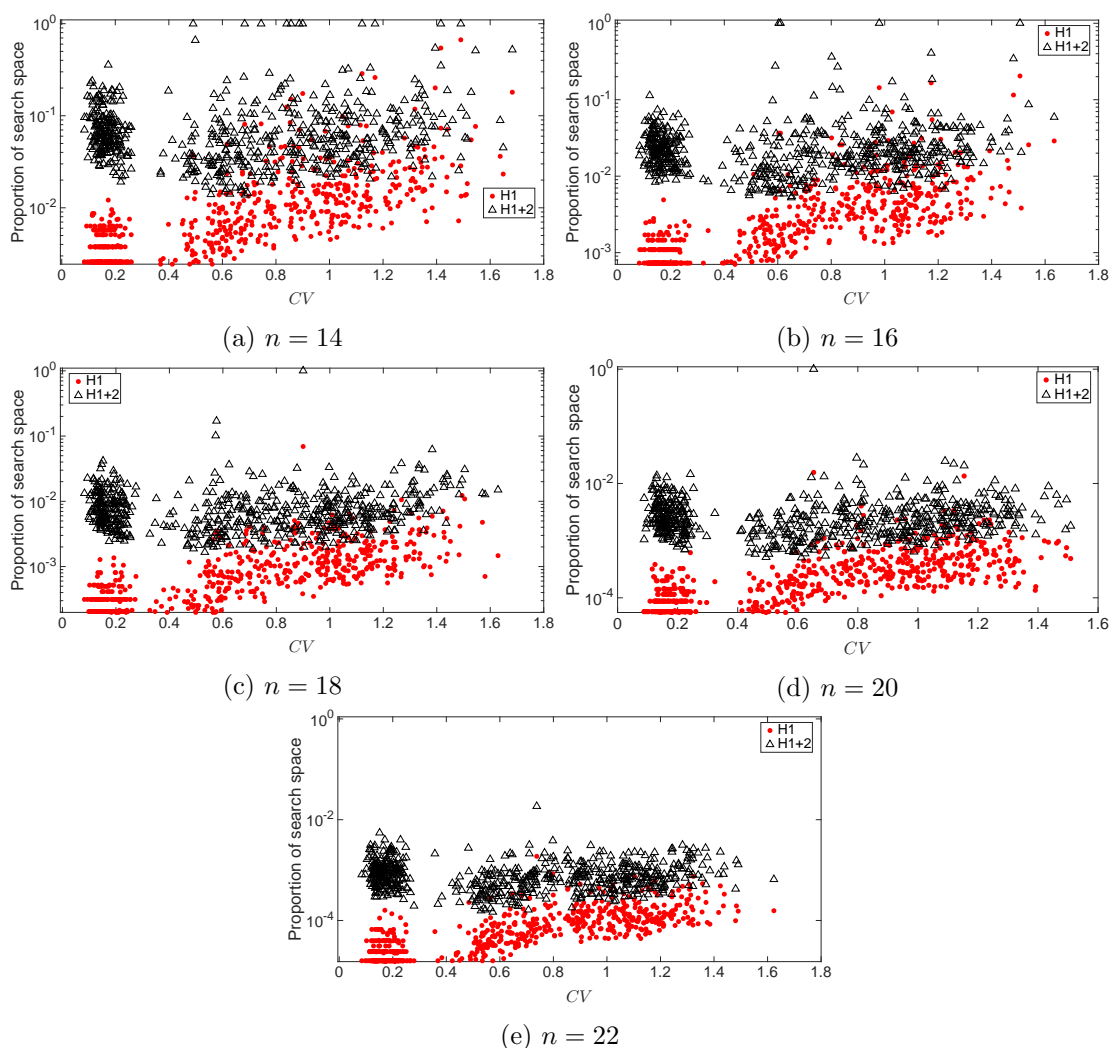 10^0
10^-1
10^-2
Proportion of search space
0 0.2 0.4 0.6 0.8 1 1.2 1.4 1.6 1.8
CV
H1
H1+2
(a) n = 14
10^0
10^-1
10^-2
10^-3
Proportion of search space
0 0.2 0.4 0.6 0.8 1 1.2 1.4 1.6 1.8
CV
H1
H1+2
(b) n = 16
10^0
10^-1
10^-2
10^-3
Proportion of search space
0 0.2 0.4 0.6 0.8 1 1.2 1.4 1.6 1.8
CV
H1
H1+2
(c) n = 18
10^0
10^-2
10^-4
Proportion of search space
0 0.2 0.4 0.6 0.8 1 1.2 1.4 1.6
CV
H1
H1+2
(d) n = 20
10^0
10^-2
10^-4
Proportion of search space
0 0.2 0.4 0.6 0.8 1 1.2 1.4 1.6 1.8
CV
H1
H1+2
(e) n = 22